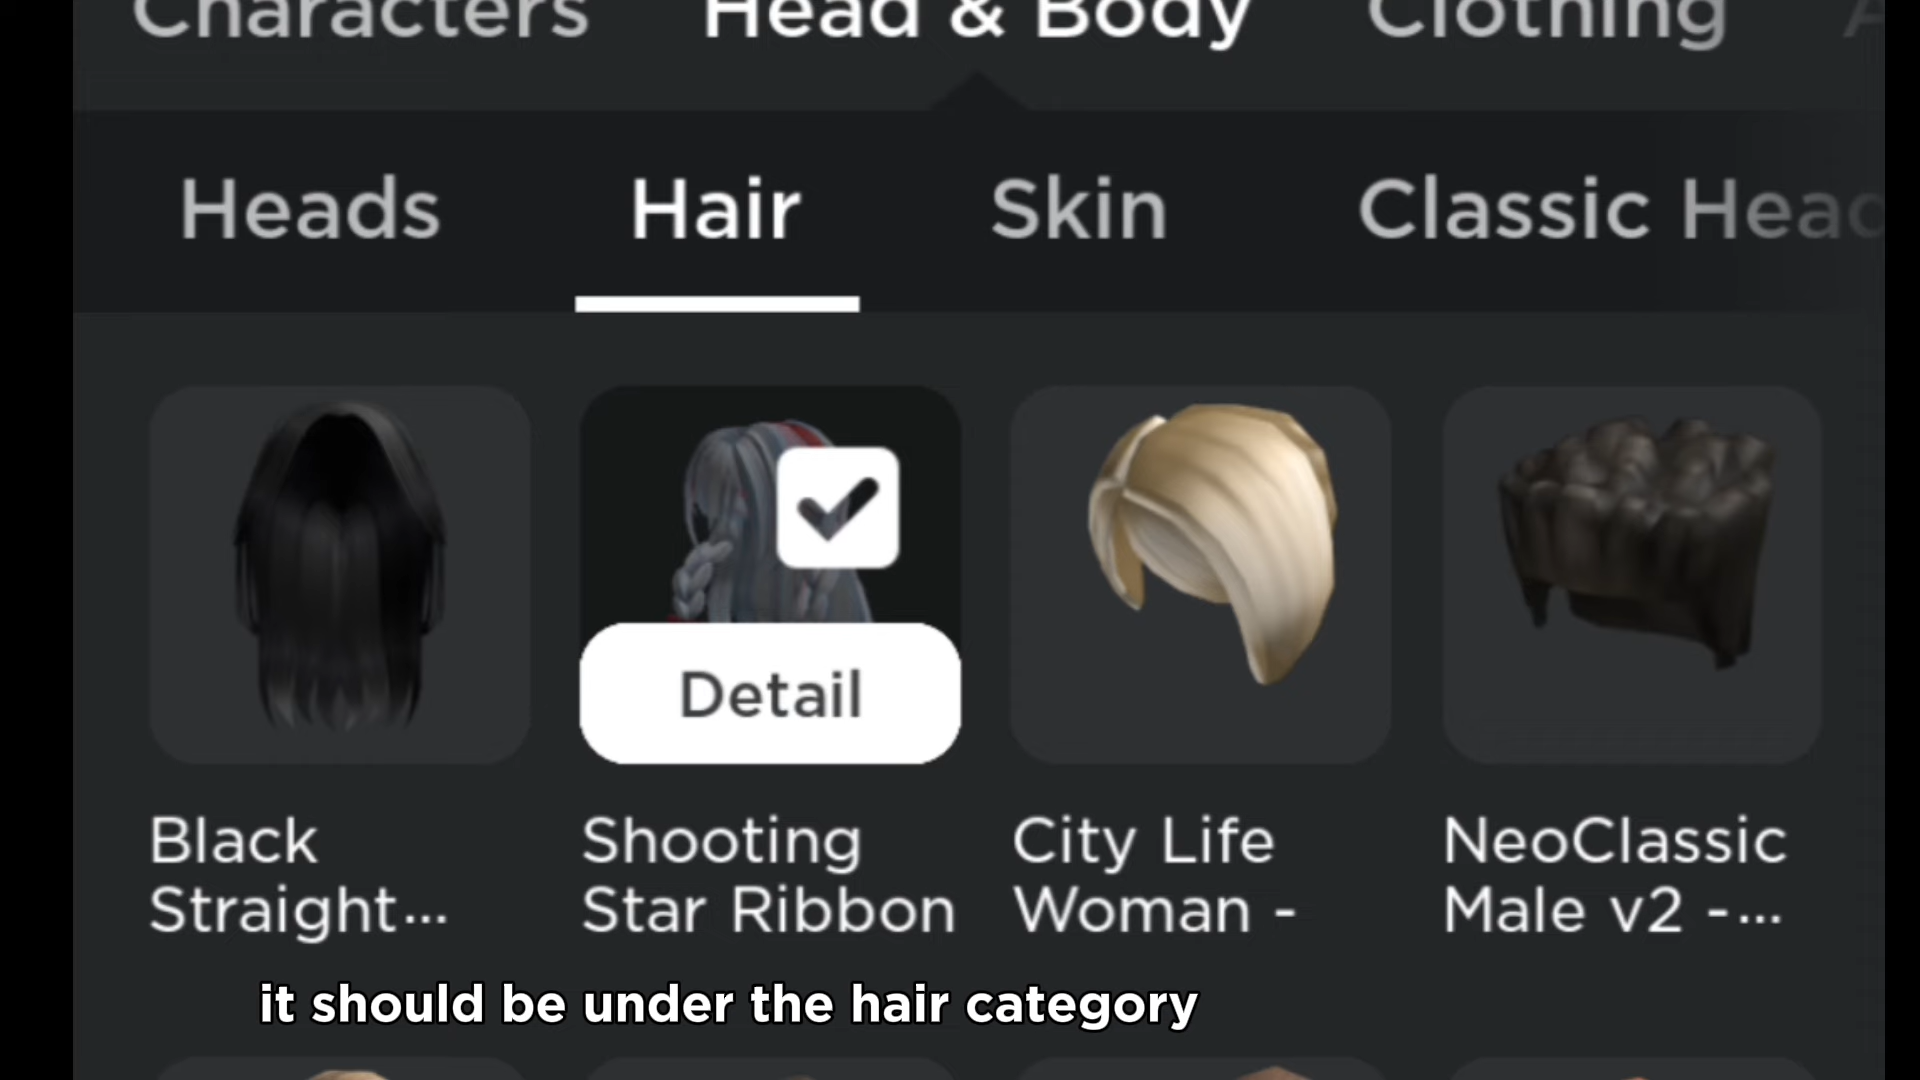 Characters Head & Body Clothing
Heads Hair Skin Classic Head
Detail
Black Shooting City Life NeoClassic
Straight... Star Ribbon Woman - Male v2 -...
it should be under the hair category